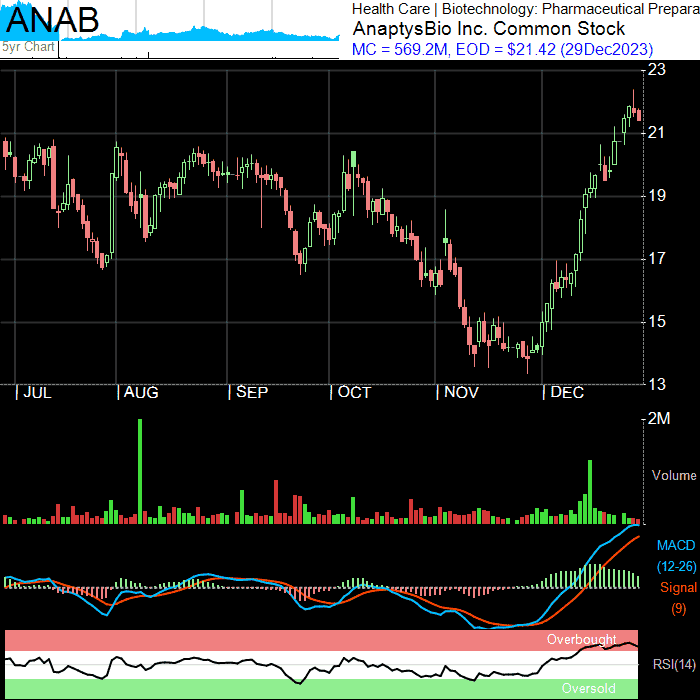 ANAB
5yr Chart
Health Care | Biotechnology: Pharmaceutical Prepara
AnaptysBio Inc. Common Stock
MC = 569.2M, EOD = $21.42 (29Dec2023)
23
21
19
17
15
13
| JUL | AUG | SEP | OCT | NOV | DEC
2M
Volume
MACD
(12-26)
Signal
(9)
Overbought
RSI(14)
Oversold